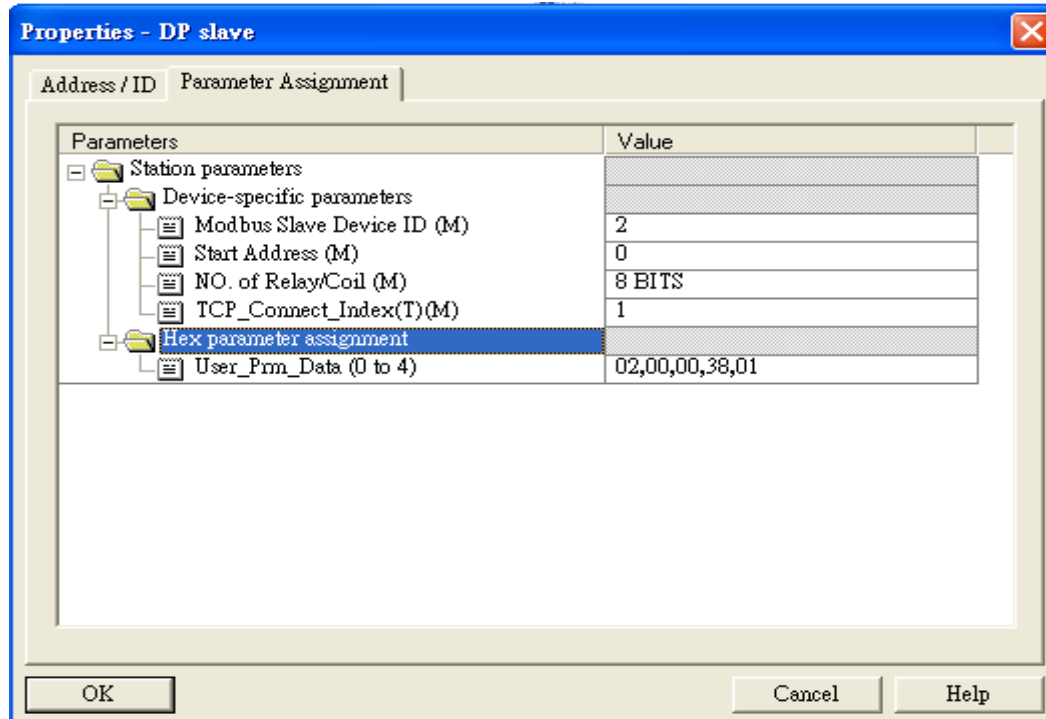 Properties - DP slave
Address / ID Parameter Assignment
Parameters Value
Station parameters
Device-specific parameters
Modbus Slave Device ID (M) 2
Start Address (M) 0
NO. of Relay/Coil (M) 8 BITS
TCP_Connect_Index(T)(M) 1
Hex parameter assignment
User_Prm_Data (0 to 4) 02,00,00,38,01
OK Cancel Help